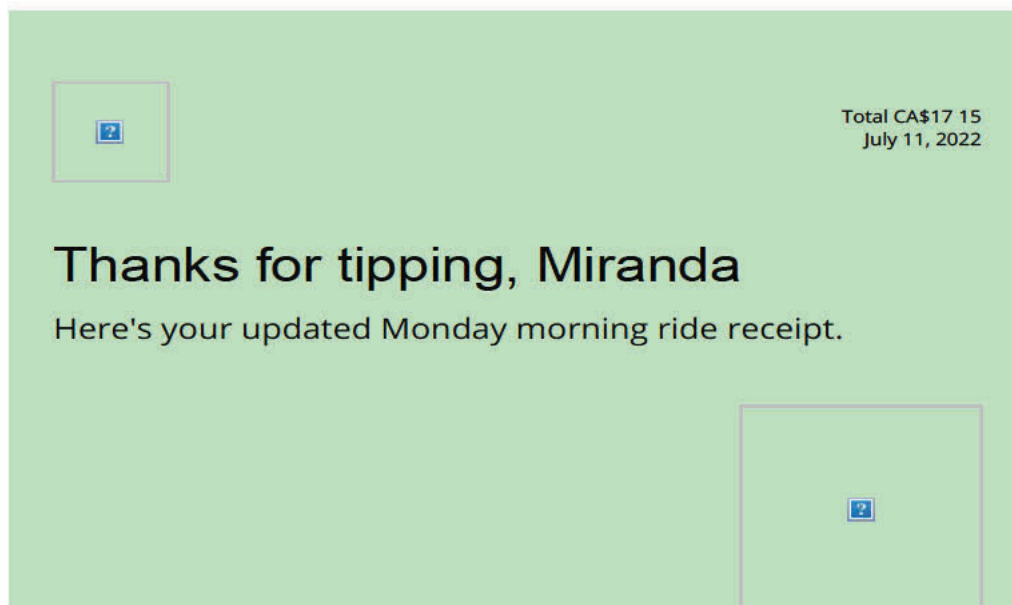 Total CA$17 15
July 11, 2022
Thanks for tipping, Miranda
Here's your updated Monday morning ride receipt.